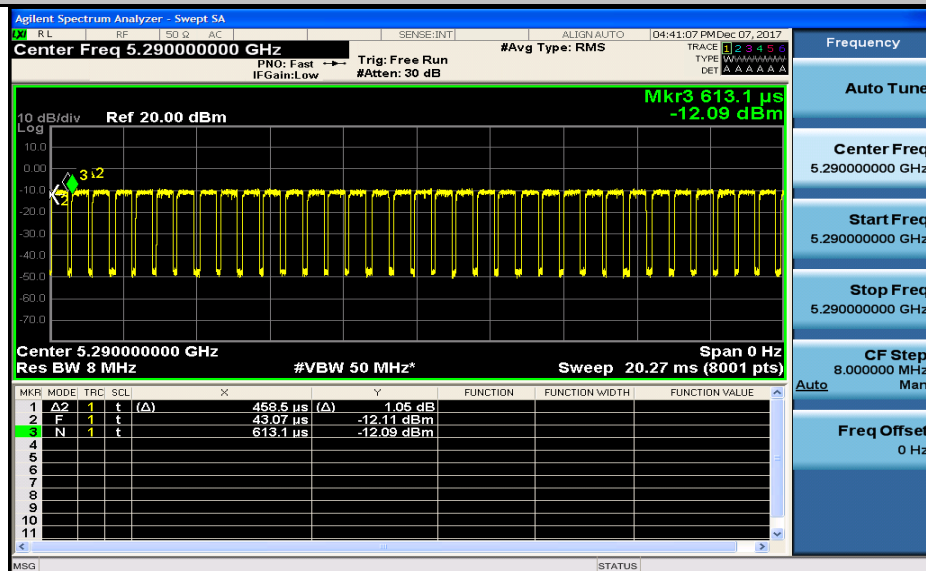 Agilent Spectrum Analyzer - Swept SA
LXI RL RF 50 Ω AC SENSE:INT ALIGN AUTO 04:41:07 PM Dec 07, 2017
Center Freq 5.290000000 GHz
PNO: Fast
IFGain:Low
Trig: Free Run
#Atten: 30 dB
#Avg Type: RMS
TRACE 1 2 3 4 5 6
TYPE WWWWWWW
DET A A A A A A
Mkr3 613.1 µs
-12.09 dBm
10 dB/div Ref 20.00 dBm
Log
10.0
0.00
-10.0
-20.0
-30.0
-40.0
-50.0
-60.0
-70.0
3
2
2
Center 5.290000000 GHz Span 0 Hz
Res BW 8 MHz #VBW 50 MHz* Sweep 20.27 ms (8001 pts)
MKR MODE TRC SCL X Y FUNCTION FUNCTION WIDTH FUNCTION VALUE
1 Δ2 1 t (Δ) 458.5 µs (Δ) 1.05 dB
2 F 1 t 43.07 µs -12.11 dBm
3 N 1 t 613.1 µs -12.09 dBm
4
5
6
7
8
9
10
11
MSG STATUS
Frequency
Auto Tune
Center Freq
5.290000000 GHz
Start Freq
5.290000000 GHz
Stop Freq
5.290000000 GHz
CF Step
8.000000 MHz
Auto Man
Freq Offset
0 Hz